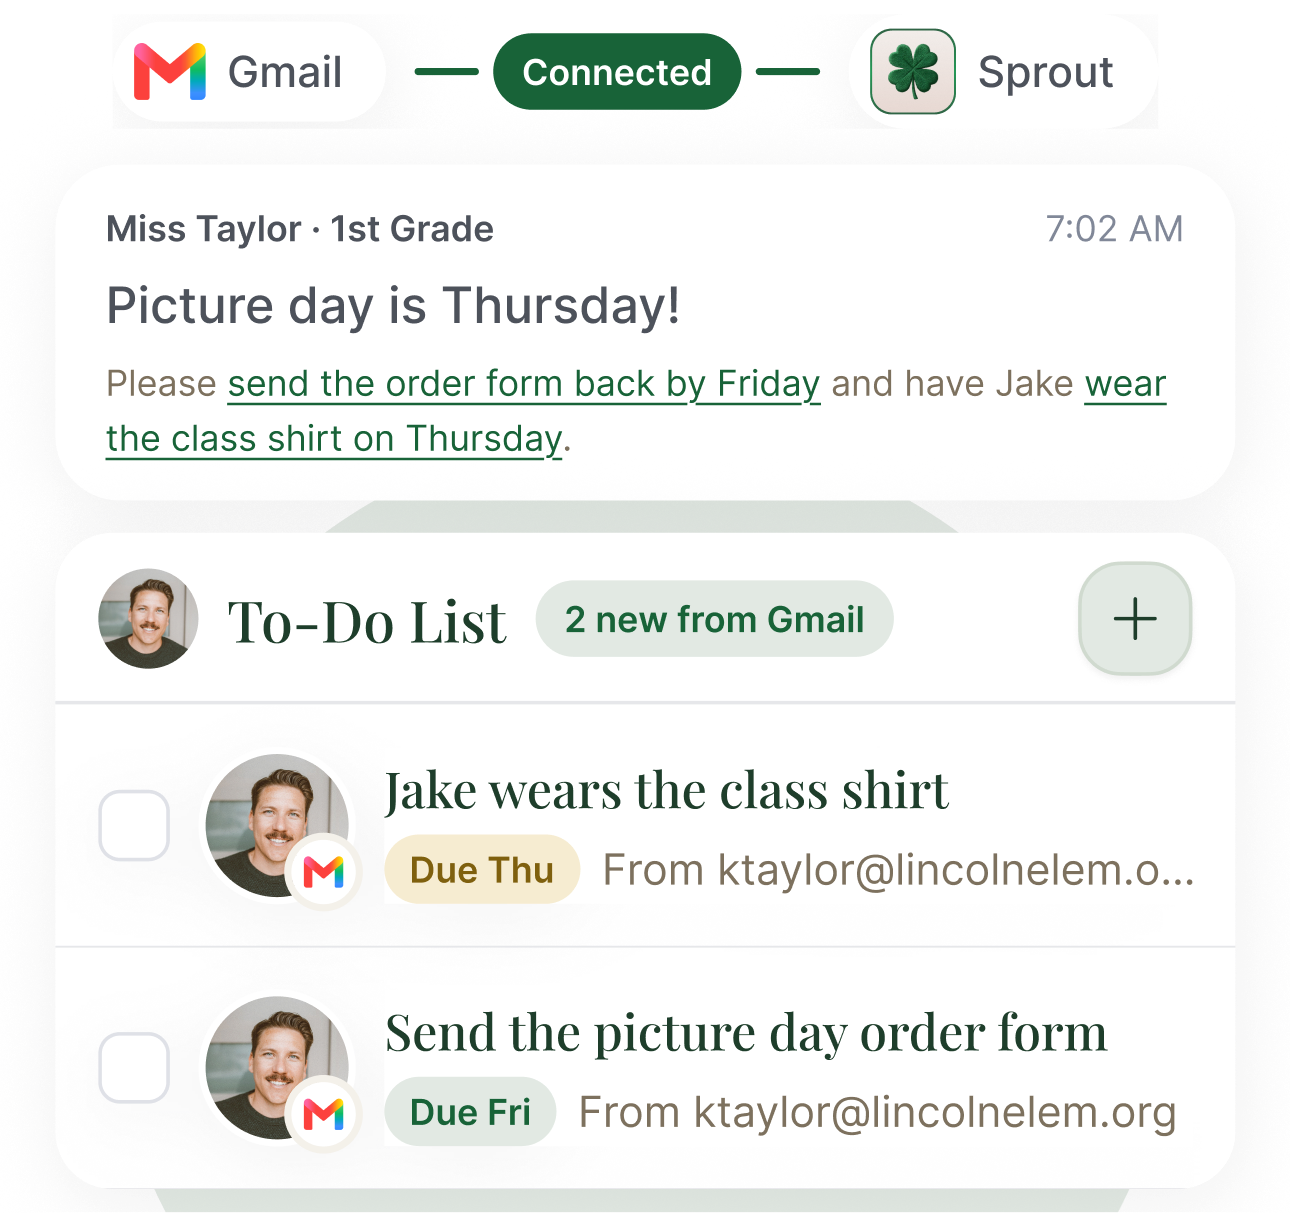 Gmail
Connected
Sprout
Miss Taylor · 1st Grade
7:02 AM
Picture day is Thursday!
Please send the order form back by Friday and have Jake wear
the class shirt on Thursday.
To-Do List
2 new from Gmail
Jake wears the class shirt
Due Thu
From ktaylor@lincolnelem.o...
Send the picture day order form
Due Fri
From ktaylor@lincolnelem.org